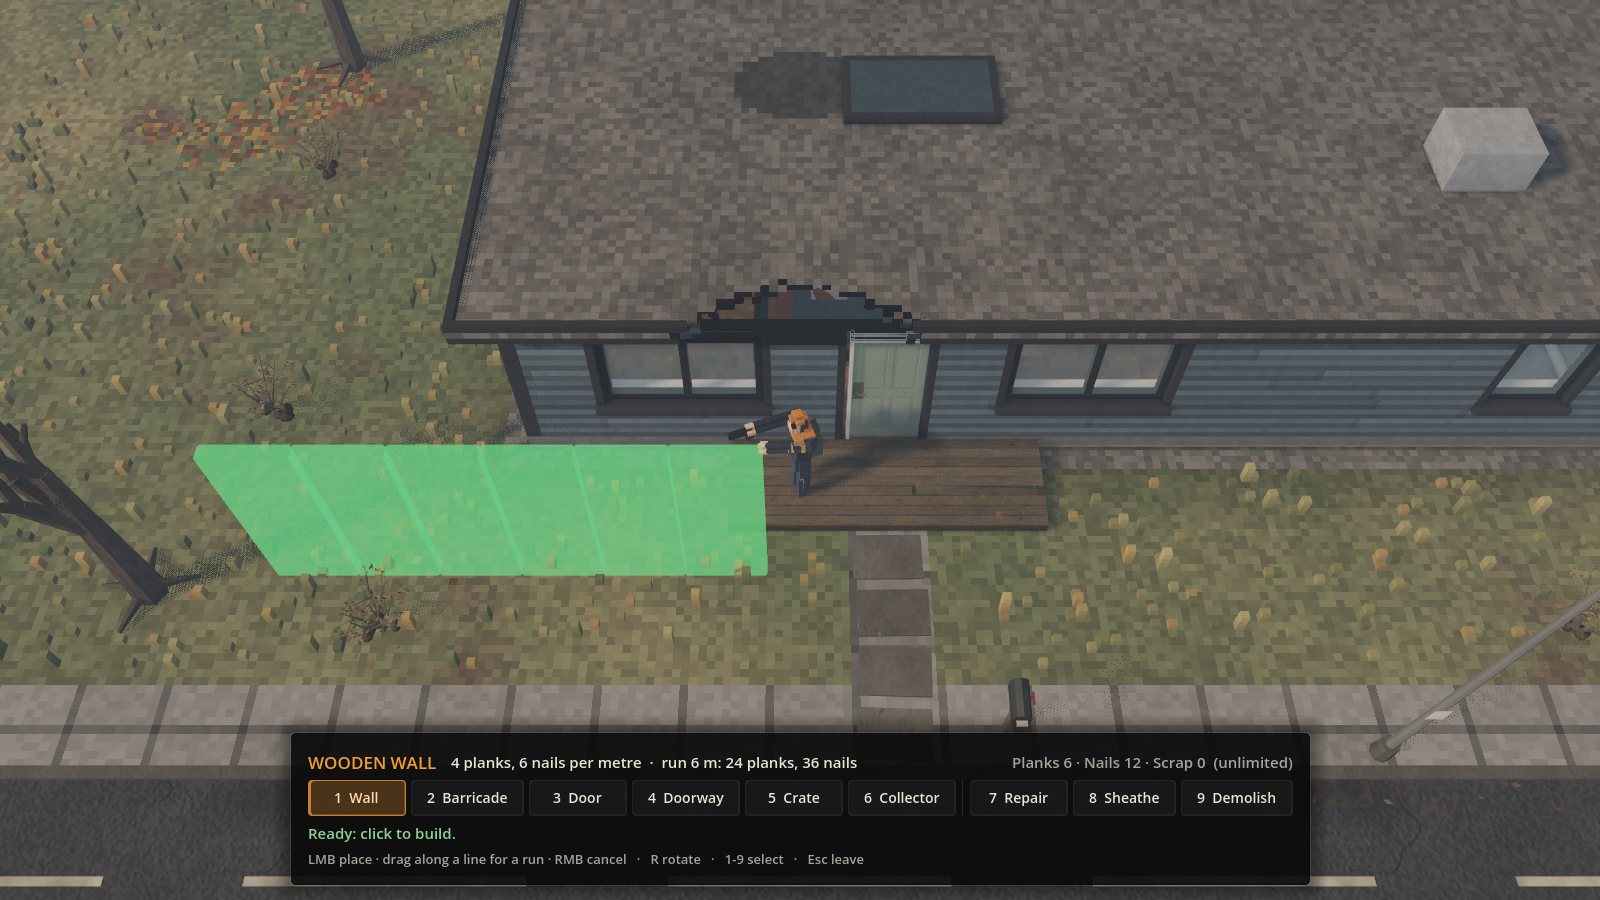 WOODEN WALL 4 planks, 6 nails per metre · run 6 m: 24 planks, 36 nails Planks 6 · Nails 12 · Scrap 0 (unlimited)
1 Wall 2 Barricade 3 Door 4 Doorway 5 Crate 6 Collector 7 Repair 8 Sheathe 9 Demolish
Ready: click to build.
LMB place · drag along a line for a run · RMB cancel · R rotate · 1-9 select · Esc leave